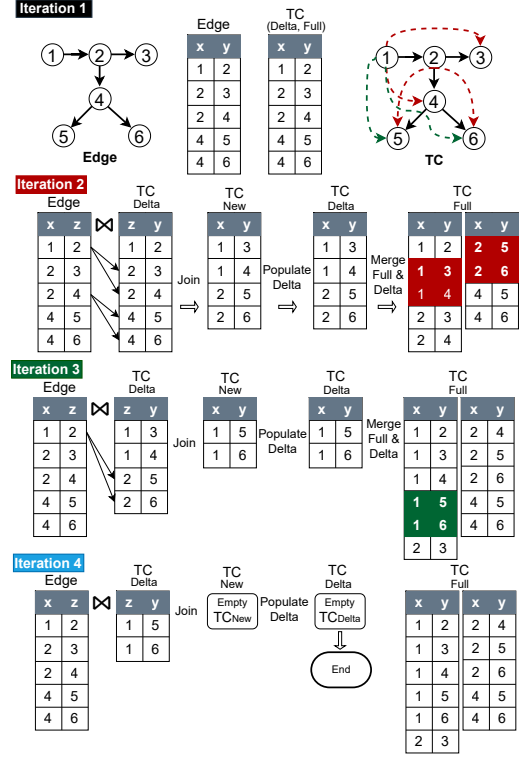 Iteration 1
1 2 3
4
5 6
Edge
Edge
x y
1 2
2 3
2 4
4 5
4 6
TC
(Delta, Full)
x y
1 2
2 3
2 4
4 5
4 6
1 2 3
4
5 6
TC
Iteration 2
Edge
x z
1 2
2 3
2 4
4 5
4 6
⋈
TC
Delta
z y
1 2
2 3
2 4
4 5
4 6
Join
TC
New
x y
1 3
1 4
2 5
2 6
Populate
Delta
TC
Delta
x y
1 3
1 4
2 5
2 6
Merge
Full &
Delta
TC
Full
x y
1 2
1 3
1 4
2 3
2 4
x y
2 5
2 6
4 5
4 6
Iteration 3
Edge
x z
1 2
2 3
2 4
4 5
4 6
⋈
TC
Delta
z y
1 3
1 4
2 5
2 6
Join
TC
New
x y
1 5
1 6
Populate
Delta
TC
Delta
x y
1 5
1 6
Merge
Full &
Delta
TC
Full
x y
1 2
1 3
1 4
1 5
1 6
2 3
x y
2 4
2 5
2 6
4 5
4 6
Iteration 4
Edge
x z
1 2
2 3
2 4
4 5
4 6
⋈
TC
Delta
z y
1 5
1 6
Join
TC
New
Empty
TCNew
Populate
Delta
TC
Delta
Empty
TCDelta
End
TC
Full
x y
1 2
1 3
1 4
1 5
1 6
2 3
x y
2 4
2 5
2 6
4 5
4 6